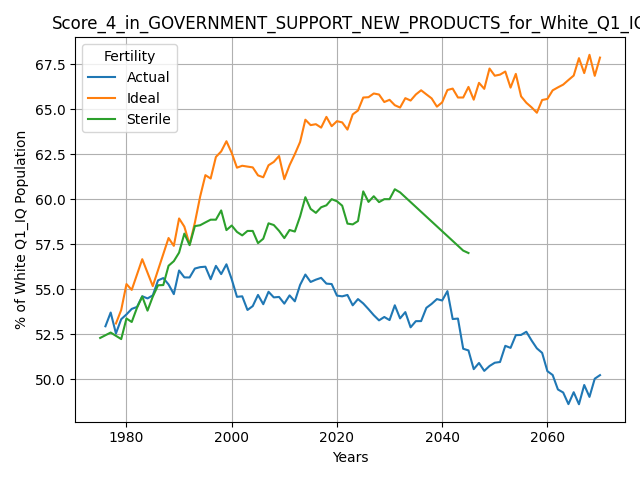 Score_4_in_GOVERNMENT_SUPPORT_NEW_PRODUCTS_for_White_Q1_IQ
Fertility
Actual
Ideal
Sterile
% of White Q1_IQ Population
67.5
65.0
62.5
60.0
57.5
55.0
52.5
50.0
1980
2000
2020
2040
2060
Years